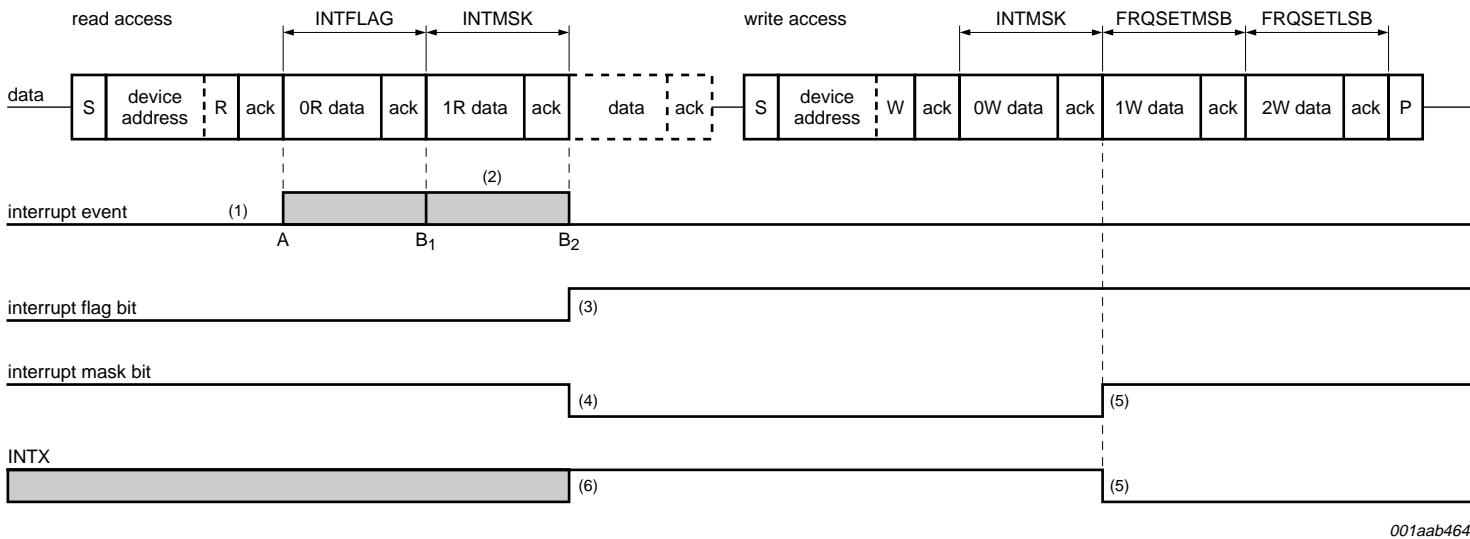 read access INTFLAG INTMSK write access INTMSK FRQSETMSB FRQSETLSB
data S device address R ack 0R data ack 1R data ack data ack S device address W ack 0W data ack 1W data ack 2W data ack P
(2)
interrupt event (1)
A B1 B2
interrupt flag bit (3)
interrupt mask bit
(4) (5)
INTX
(6) (5)
001aab464